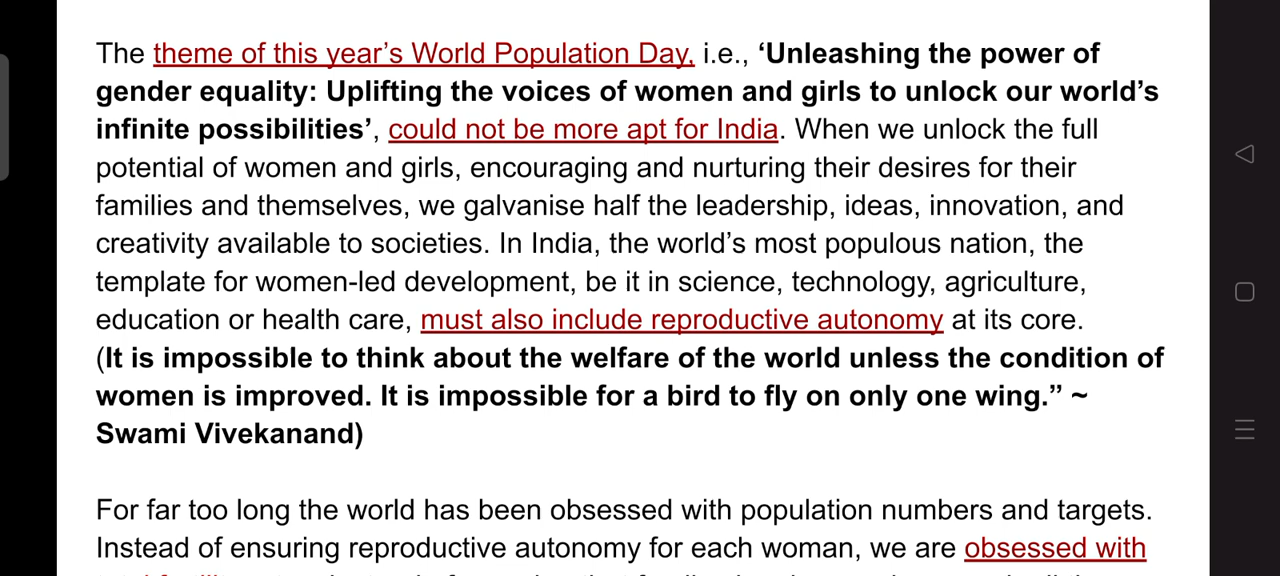 The theme of this year’s World Population Day, i.e., ‘Unleashing the power of
gender equality: Uplifting the voices of women and girls to unlock our world’s
infinite possibilities’, could not be more apt for India. When we unlock the full
potential of women and girls, encouraging and nurturing their desires for their
families and themselves, we galvanise half the leadership, ideas, innovation, and
creativity available to societies. In India, the world’s most populous nation, the
template for women-led development, be it in science, technology, agriculture,
education or health care, must also include reproductive autonomy at its core.
(It is impossible to think about the welfare of the world unless the condition of
women is improved. It is impossible for a bird to fly on only one wing.” ~
Swami Vivekanand)
For far too long the world has been obsessed with population numbers and targets.
Instead of ensuring reproductive autonomy for each woman, we are obsessed with